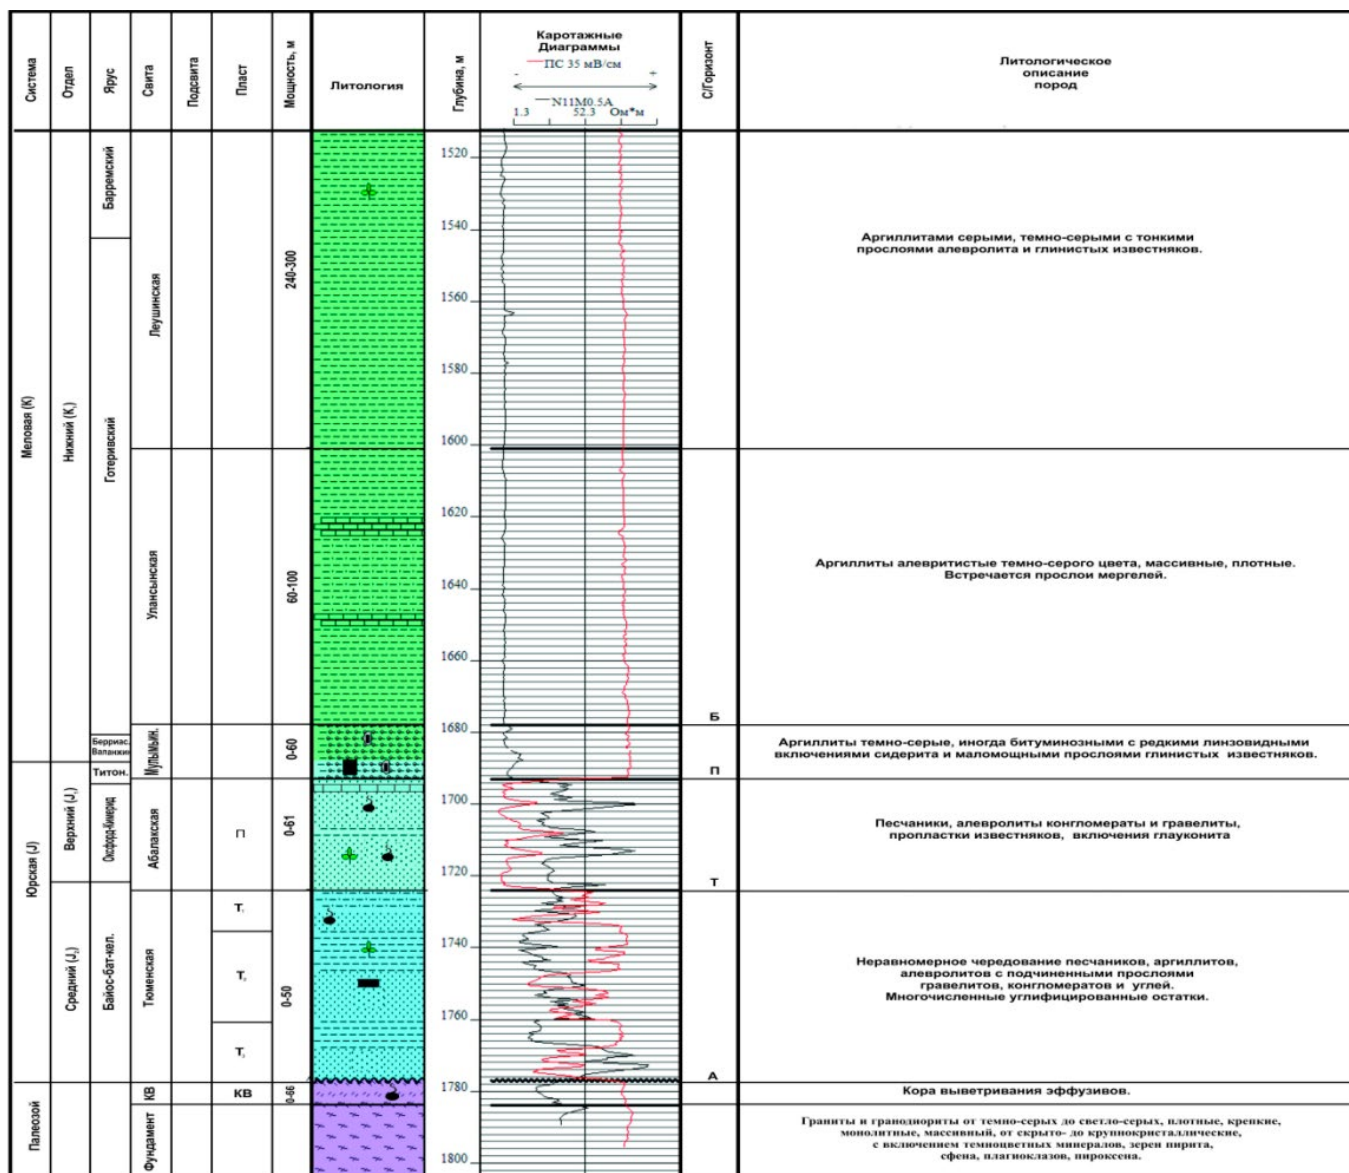 Система
Отдел
Ярус
Свита
Подсвита
Пласт
Мощность, м
Литология
Глубина, м
Каротажные
Диаграммы
ПС 35 мВ/см
- +
N11M0.5A
1.3 52.3 Ом*м
С/Горизонт
Литологическое
описание
пород
Меловая (К)
Нижний (К₁)
Барремский
Готеривский
Берриас.
Титон.
Леушинская
240-300
Аргиллитами серыми, темно-серыми с тонкими
прослоями алевролита и глинистых известняков.
Улансынская
60-100
Аргиллиты алевритистые темно-серого цвета, массивные, плотные.
Встречается прослои мергелей.
Б
Мулымьин.
0-60
Аргиллиты темно-серые, иногда битуминозными с редкими линзовидными
включениями сидерита и маломощными прослоями глинистых известняков.
П
Юрская (J)
Верхний (J₃)
Оксфорд-Кимерид
Абалакская
П
0-61
Песчаники, алевролиты конгломераты и гравелиты,
пропластки известняков, включения глауконита
Т
Средний (J₂)
Байос-бат-кел.
Тюменская
Т
Т
Т
0-50
Неравномерное чередование песчаников, аргиллитов,
алевролитов с подчиненными прослоями
гравелитов, конгломератов и углей.
Многочисленные углифицированные остатки.
А
Палеозой
КВ
КВ
0-66
Кора выветривания эффузивов.
Фундамент
Граниты и гранодиориты от темно-серых до светло-серых, плотные, крепкие,
монолитные, массивный, от скрыто- до крупнокристаллические,
с включением темноцветных минералов, зерен пирита,
сфена, плагиоклазов, пироксена.
1520
1540
1560
1580
1600
1620
1640
1660
1680
1700
1720
1740
1760
1780
1800